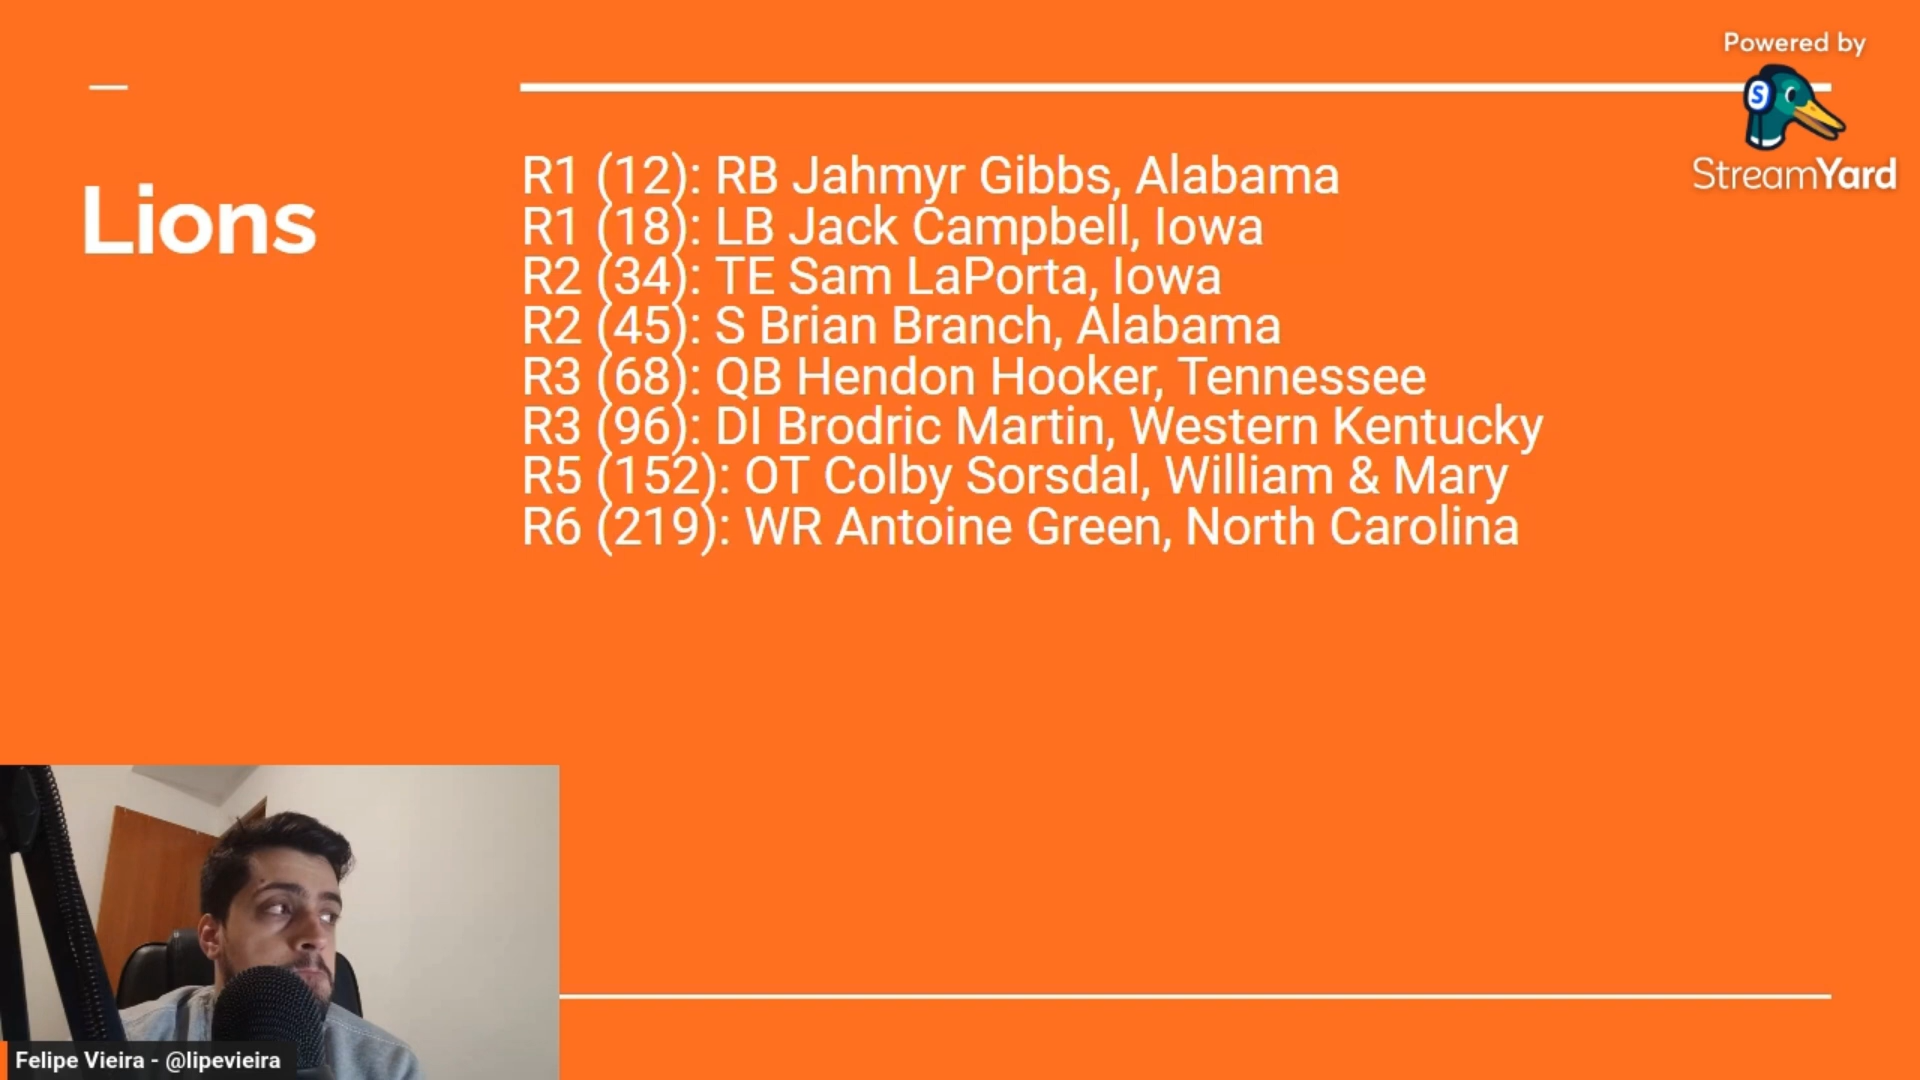 Powered by
S
StreamYard
Lions
R1 (12): RB Jahmyr Gibbs, Alabama
R1 (18): LB Jack Campbell, Iowa
R2 (34): TE Sam LaPorta, Iowa
R2 (45): S Brian Branch, Alabama
R3 (68): QB Hendon Hooker, Tennessee
R3 (96): DI Brodric Martin, Western Kentucky
R5 (152): OT Colby Sorsdal, William & Mary
R6 (219): WR Antoine Green, North Carolina
Felipe Vieira - @lipevieira